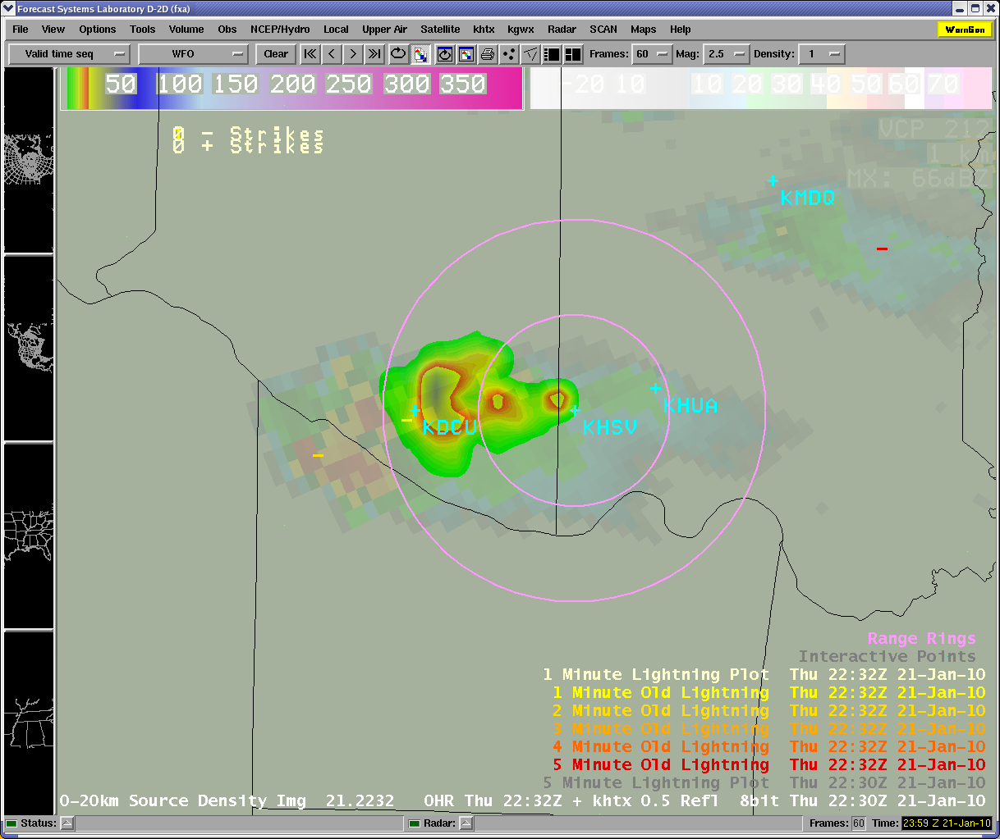 Forecast Systems Laboratory D-2D (fxa)
File View Options Tools Volume Obs NCEP/Hydro Local Upper Air Satellite khtx kgwx Radar SCAN Maps Help WarnGen
Valid time seq WFO Clear Frames: 60 Mag: 2.5 Density: 1
50 100 150 200 250 300 350 -20 10 10 20 30 40 50 60 70
0 - Strikes
0 + Strikes
VCP 212
1 km
MX: 66dBZ
KMDQ
KHUA
KDCU
KHSV
Range Rings
Interactive Points
1 Minute Lightning Plot Thu 22:32Z 21-Jan-10
1 Minute Old Lightning Thu 22:32Z 21-Jan-10
2 Minute Old Lightning Thu 22:32Z 21-Jan-10
3 Minute Old Lightning Thu 22:32Z 21-Jan-10
4 Minute Old Lightning Thu 22:32Z 21-Jan-10
5 Minute Old Lightning Thu 22:32Z 21-Jan-10
5 Minute Lightning Plot Thu 22:30Z 21-Jan-10
0-20km Source Density Img 21.2232 0HR Thu 22:32Z + khtx 0.5 Refl 8bit Thu 22:30Z 21-Jan-10
Status: Radar: Frames: 60 Time: 23:59 Z 21-Jan-10